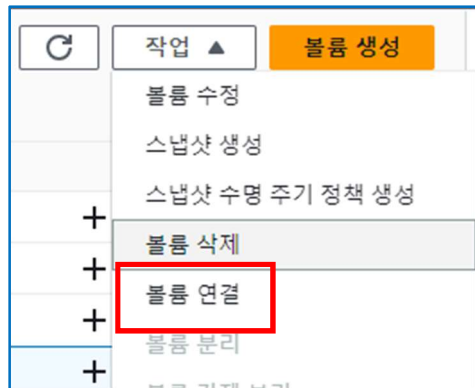 작업 ▲
볼륨 생성
볼륨 수정
스냅샷 생성
스냅샷 수명 주기 정책 생성
볼륨 삭제
볼륨 연결
볼륨 분리